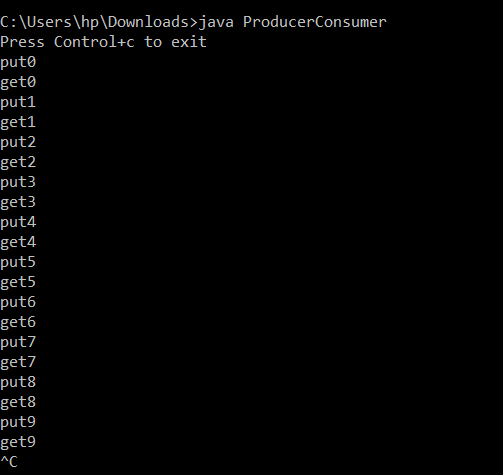 C:\Users\hp\Downloads>java ProducerConsumer
Press Control+c to exit
put0
get0
put1
get1
put2
get2
put3
get3
put4
get4
put5
get5
put6
get6
put7
get7
put8
get8
put9
get9
^C